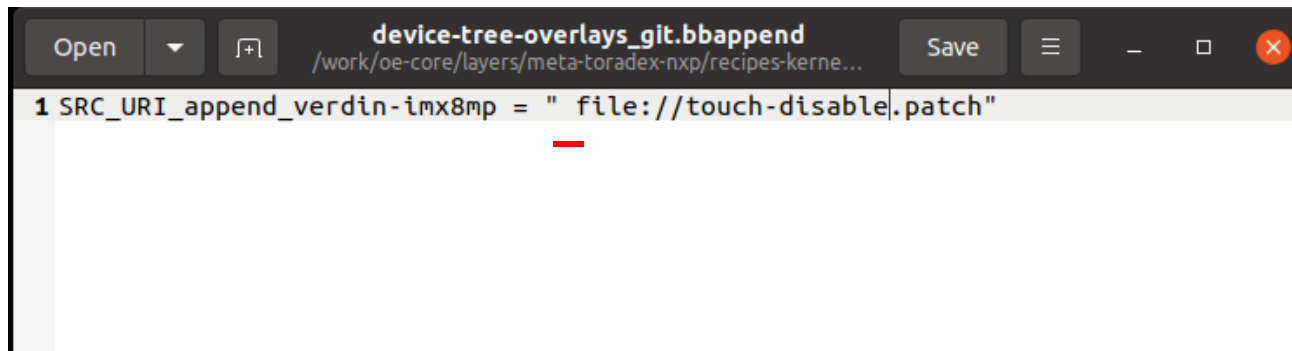 Open
device-tree-overlays_git.bbappend
/work/oe-core/layers/meta-toradex-nxp/recipes-kerne...
Save
1 SRC_URI_append_verdin-imx8mp = " file://touch-disable.patch"